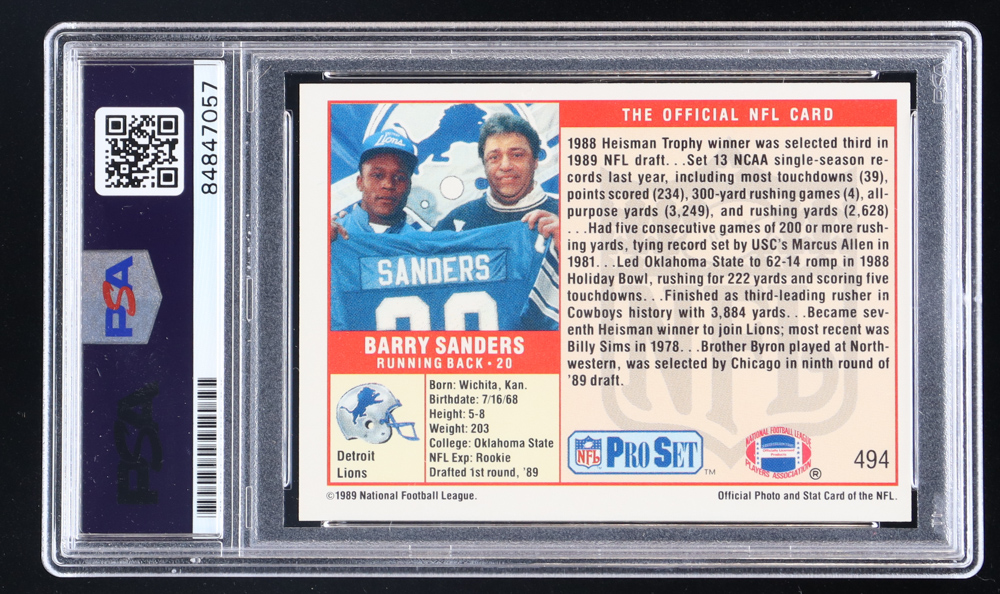 84847057
PSA
PSA
Lions
SANDERS
20
BARRY SANDERS
RUNNING BACK • 20
Detroit
Lions
Born: Wichita, Kan.
Birthdate: 7/16/68
Height: 5-8
Weight: 203
College: Oklahoma State
NFL Exp: Rookie
Drafted 1st round, '89
©1989 National Football League.
THE OFFICIAL NFL CARD
1988 Heisman Trophy winner was selected third in
1989 NFL draft. . .Set 13 NCAA single-season re-
cords last year, including most touchdowns (39),
points scored (234), 300-yard rushing games (4), all-
purpose yards (3,249), and rushing yards (2,628)
. . .Had five consecutive games of 200 or more rush-
ing yards, tying record set by USC's Marcus Allen in
1981. . .Led Oklahoma State to 62-14 romp in 1988
Holiday Bowl, rushing for 222 yards and scoring five
touchdowns. . .Finished as third-leading rusher in
Cowboys history with 3,884 yards. . .Became sev-
enth Heisman winner to join Lions; most recent was
Billy Sims in 1978. . .Brother Byron played at North-
western, was selected by Chicago in ninth round of
'89 draft.
NFL
NFL PRO SET ™
NATIONAL FOOTBALL LEAGUE
PLAYERS ASSOCIATION ®
494
Official Photo and Stat Card of the NFL.